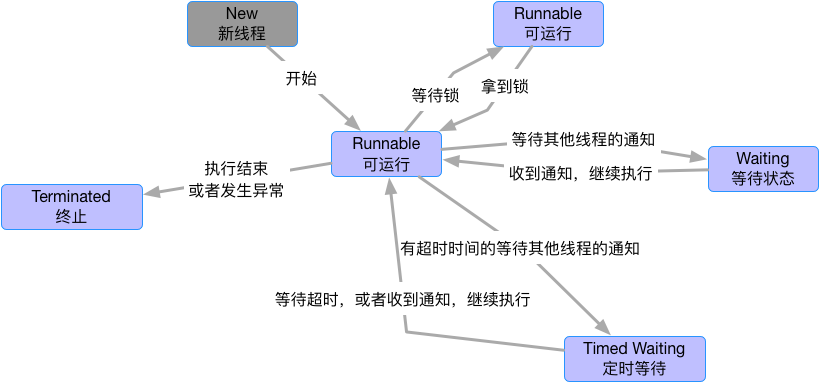 New
新线程
Runnable
可运行
开始
等待锁
拿到锁
Runnable
可运行
等待其他线程的通知
收到通知，继续执行
Waiting
等待状态
执行结束
或者发生异常
Terminated
终止
有超时时间的等待其他线程的通知
等待超时，或者收到通知，继续执行
Timed Waiting
定时等待